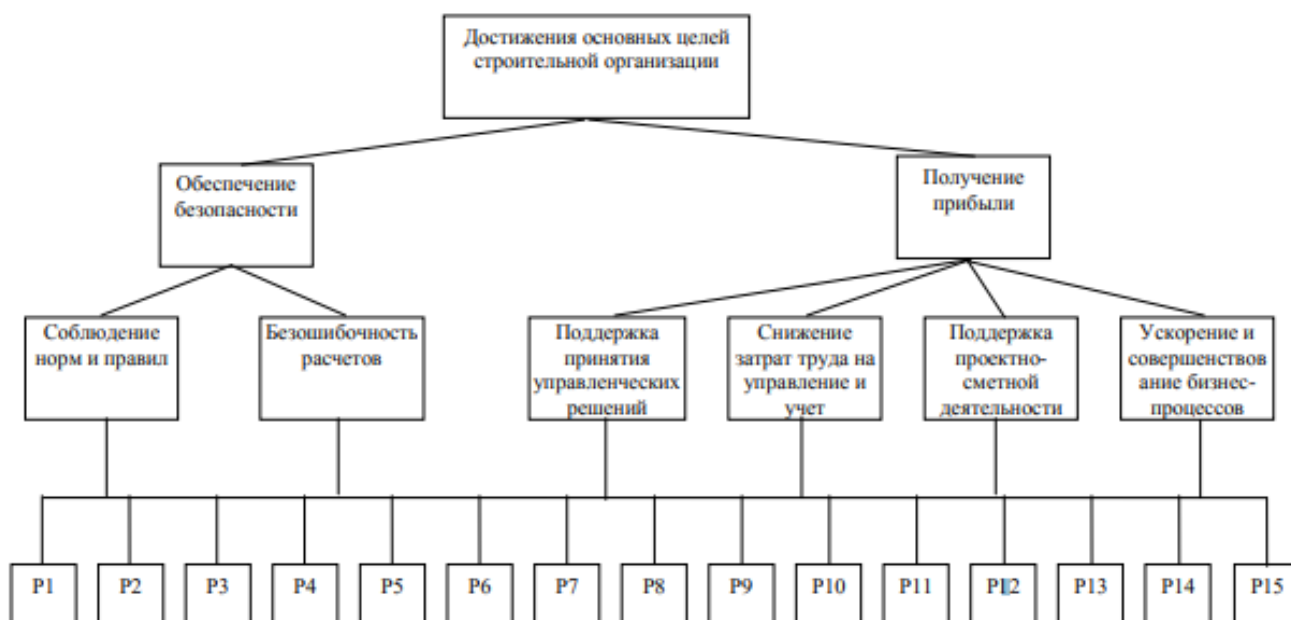 Достижения основных целей
строительной организации
Обеспечение
безопасности
Получение
прибыли
Соблюдение
норм и правил
Безошибочность
расчетов
Поддержка
принятия
управленческих
решений
Снижение
затрат труда на
управление и
учет
Поддержка
проектно-
сметной
деятельности
Ускорение и
совершенствов
ание бизнес-
процессов
P1 P2 P3 P4 P5 P6 P7 P8 P9 P10 P11 P12 P13 P14 P15